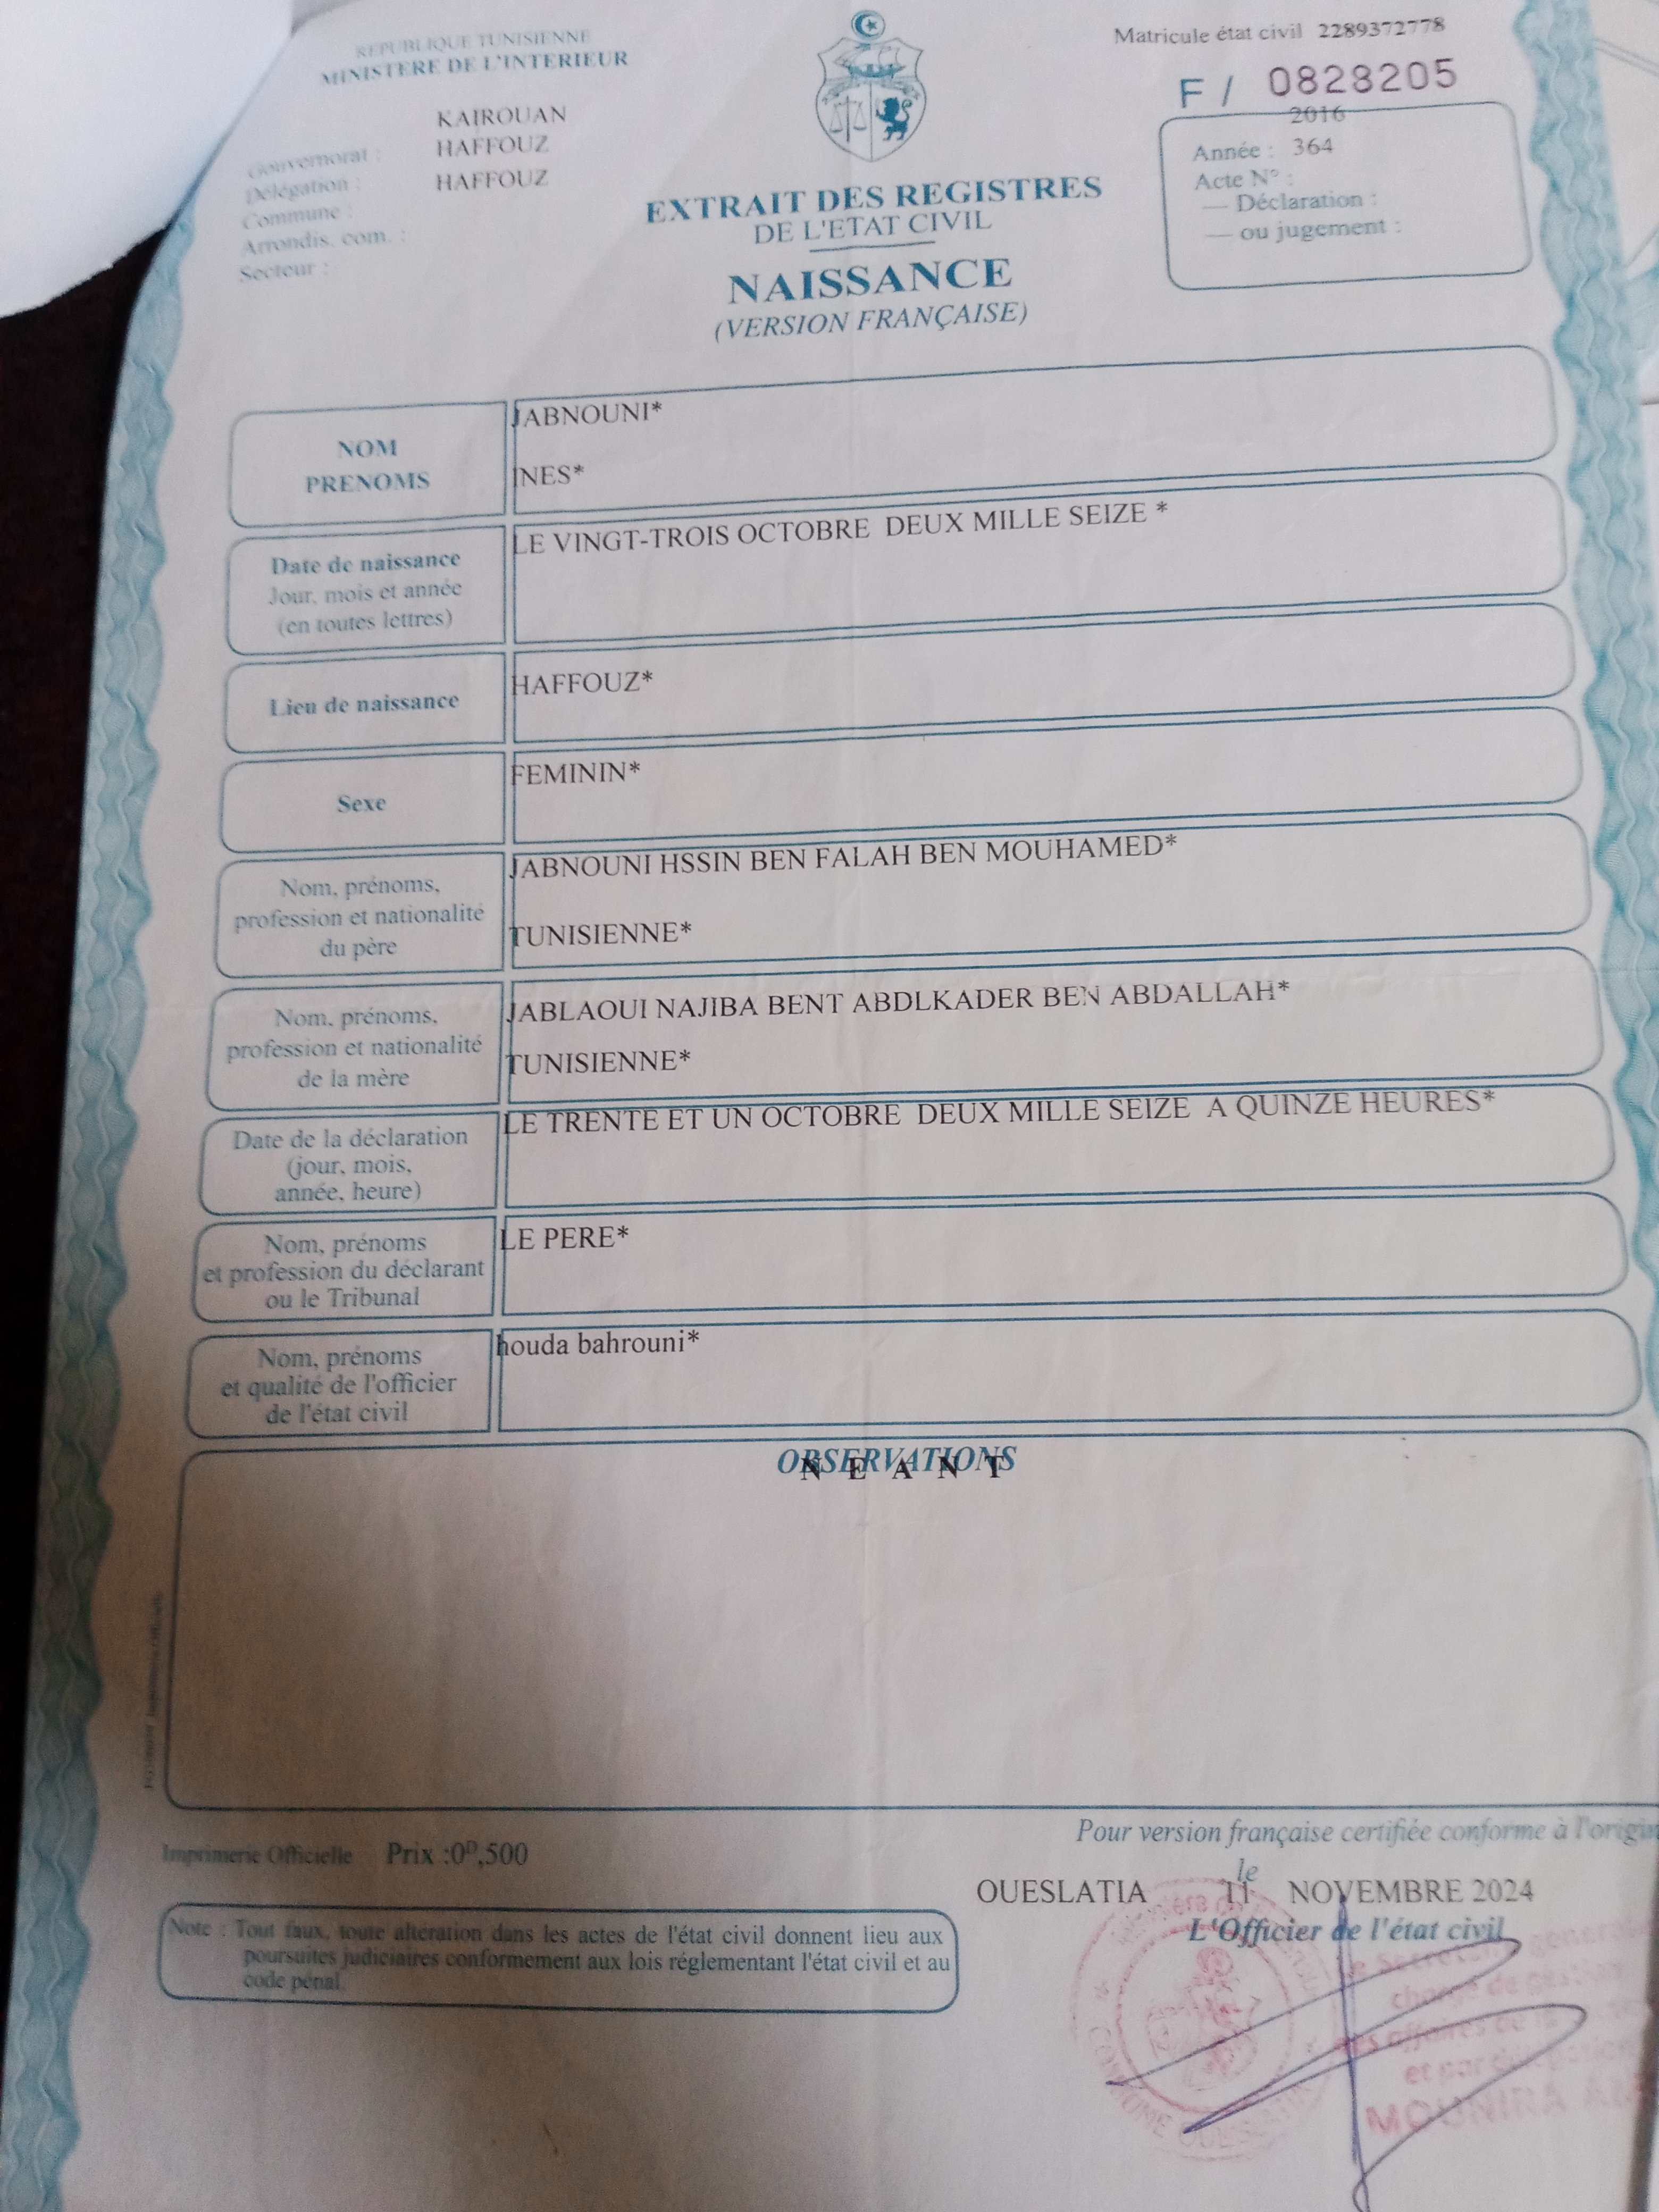 REPUBLIQUE TUNISIENNE
MINISTERE DE L'INTERIEUR
Gouvernorat : KAIROUAN
Délégation : HAFFOUZ
Commune : HAFFOUZ
Arrondis. com. :
Secteur :
Matricule état civil 2289372778
F / 0828205
2016
Année : 364
Acte N° :
— Déclaration :
— ou jugement :
EXTRAIT DES REGISTRES
DE L'ETAT CIVIL
NAISSANCE
(VERSION FRANÇAISE)
NOM
PRENOMS
JABNOUNI*
INES*
Date de naissance
Jour, mois et année
(en toutes lettres)
LE VINGT-TROIS OCTOBRE DEUX MILLE SEIZE *
Lieu de naissance
HAFFOUZ*
Sexe
FEMININ*
Nom, prénoms,
profession et nationalité
du père
JABNOUNI HSSIN BEN FALAH BEN MOUHAMED*
TUNISIENNE*
Nom, prénoms,
profession et nationalité
de la mère
JABLAOUI NAJIBA BENT ABDLKADER BEN ABDALLAH*
TUNISIENNE*
Date de la déclaration
(jour, mois,
année, heure)
LE TRENTE ET UN OCTOBRE DEUX MILLE SEIZE A QUINZE HEURES*
Nom, prénoms
et profession du déclarant
ou le Tribunal
LE PERE*
Nom, prénoms
et qualité de l'officier
de l'état civil
houda bahrouni*
OBSERVATIONS
N E A N T
Imprimerie Officielle Prix :0D,500
Note : Tout faux, toute altération dans les actes de l'état civil donnent lieu aux
poursuites judiciaires conformement aux lois réglementant l'état civil et au
code pénal.
Pour version française certifiée conforme à l'origin
le
OUESLATIA 11 NOVEMBRE 2024
L'Officier de l'état civil
COMMUNE OUESLATIA
et par
MOUNIRA